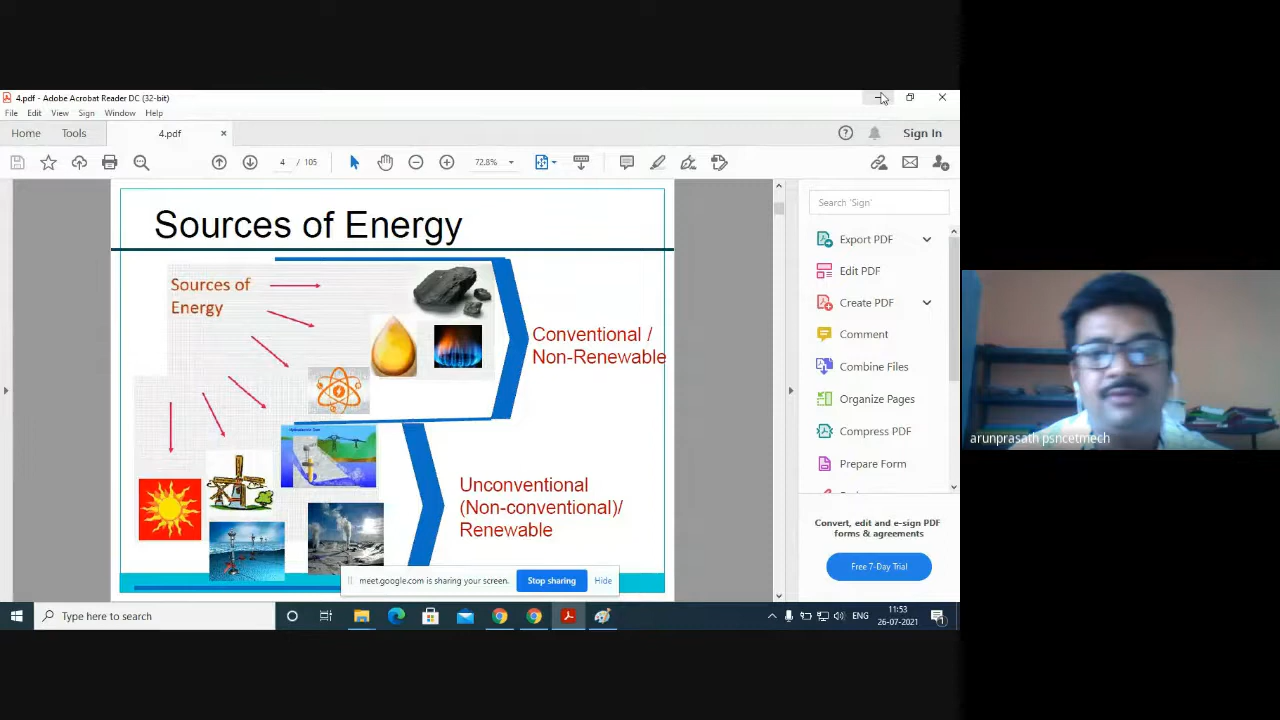 4.pdf - Adobe Acrobat Reader DC (32-bit)
File Edit View Sign Window Help
Home Tools 4.pdf Sign In
4 / 105 72.8%
Sources of Energy
Sources of
Energy
Conventional /
Non-Renewable
Unconventional
(Non-conventional)/
Renewable
Search 'Sign'
Export PDF
Edit PDF
Create PDF
Comment
Combine Files
Organize Pages
Compress PDF
Prepare Form
Convert, edit and e-sign PDF
forms & agreements
Free 7-Day Trial
arunprasath psncetmech
meet.google.com is sharing your screen. Stop sharing Hide
Type here to search
ENG
11:53
26-07-2021